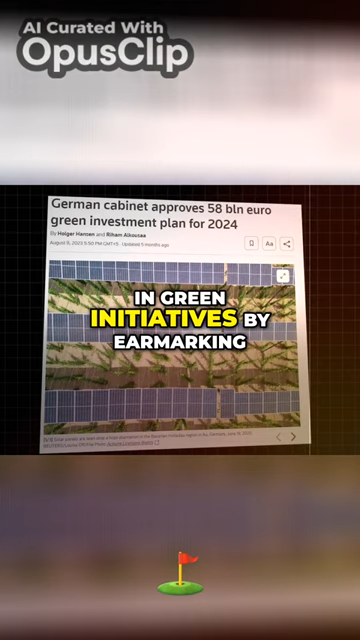 AI Curated With
OpusClip
German cabinet approves 58 bln euro
green investment plan for 2024
By Holger Hansen and Riham Alkousaa
August 9, 2023 5:50 PM GMT+5 · Updated 5 months ago
Aa
IN GREEN
INITIATIVES BY
EARMARKING